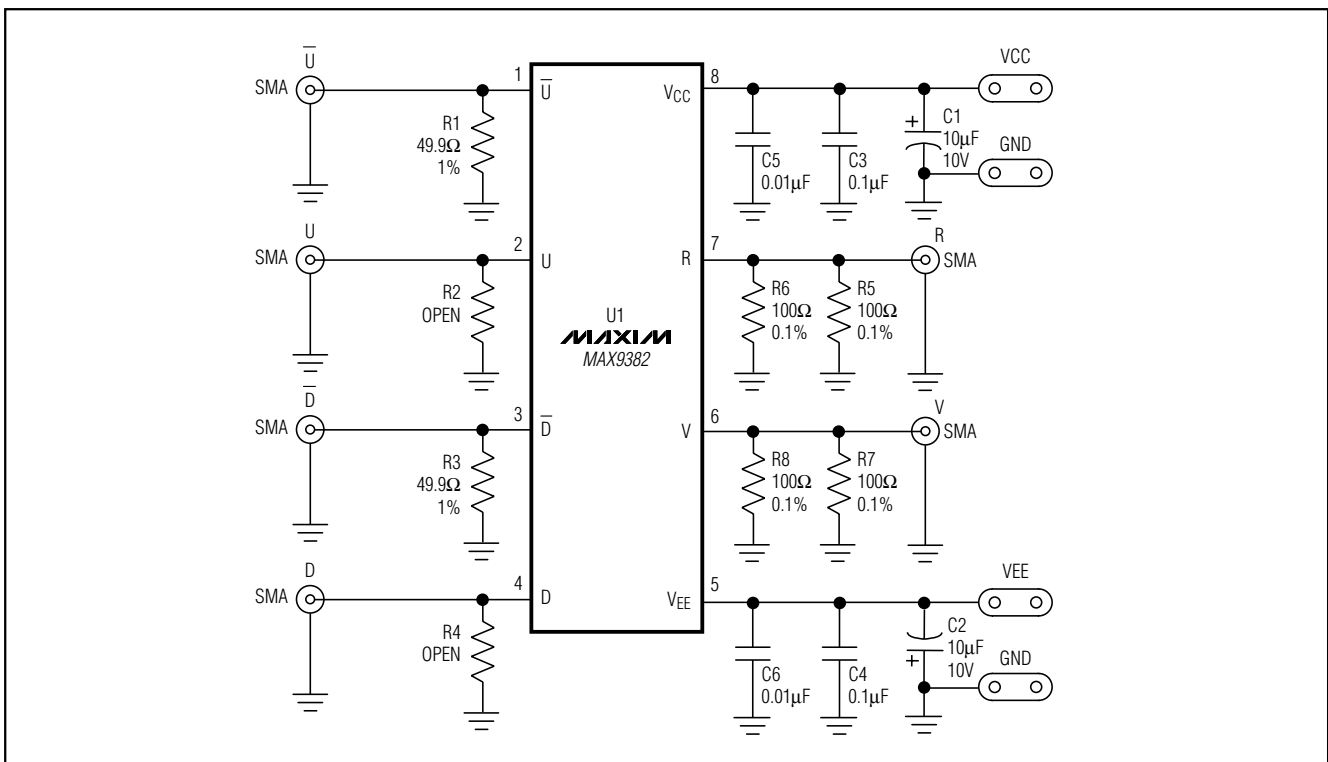 U̅
SMA
1
U̅
R1
49.9Ω
1%
U
SMA
2
U
R2
OPEN
D̅
SMA
3
D̅
R3
49.9Ω
1%
D
SMA
4
D
R4
OPEN
U1
MAXIM
MAX9382
VCC
8
VCC
C1
+
10µF
10V
GND
C5
0.01µF
C3
0.1µF
R
7
R
SMA
R6
100Ω
0.1%
R5
100Ω
0.1%
V
6
V
SMA
R8
100Ω
0.1%
R7
100Ω
0.1%
VEE
5
VEE
C2
10µF
+
10V
GND
C6
0.01µF
C4
0.1µF